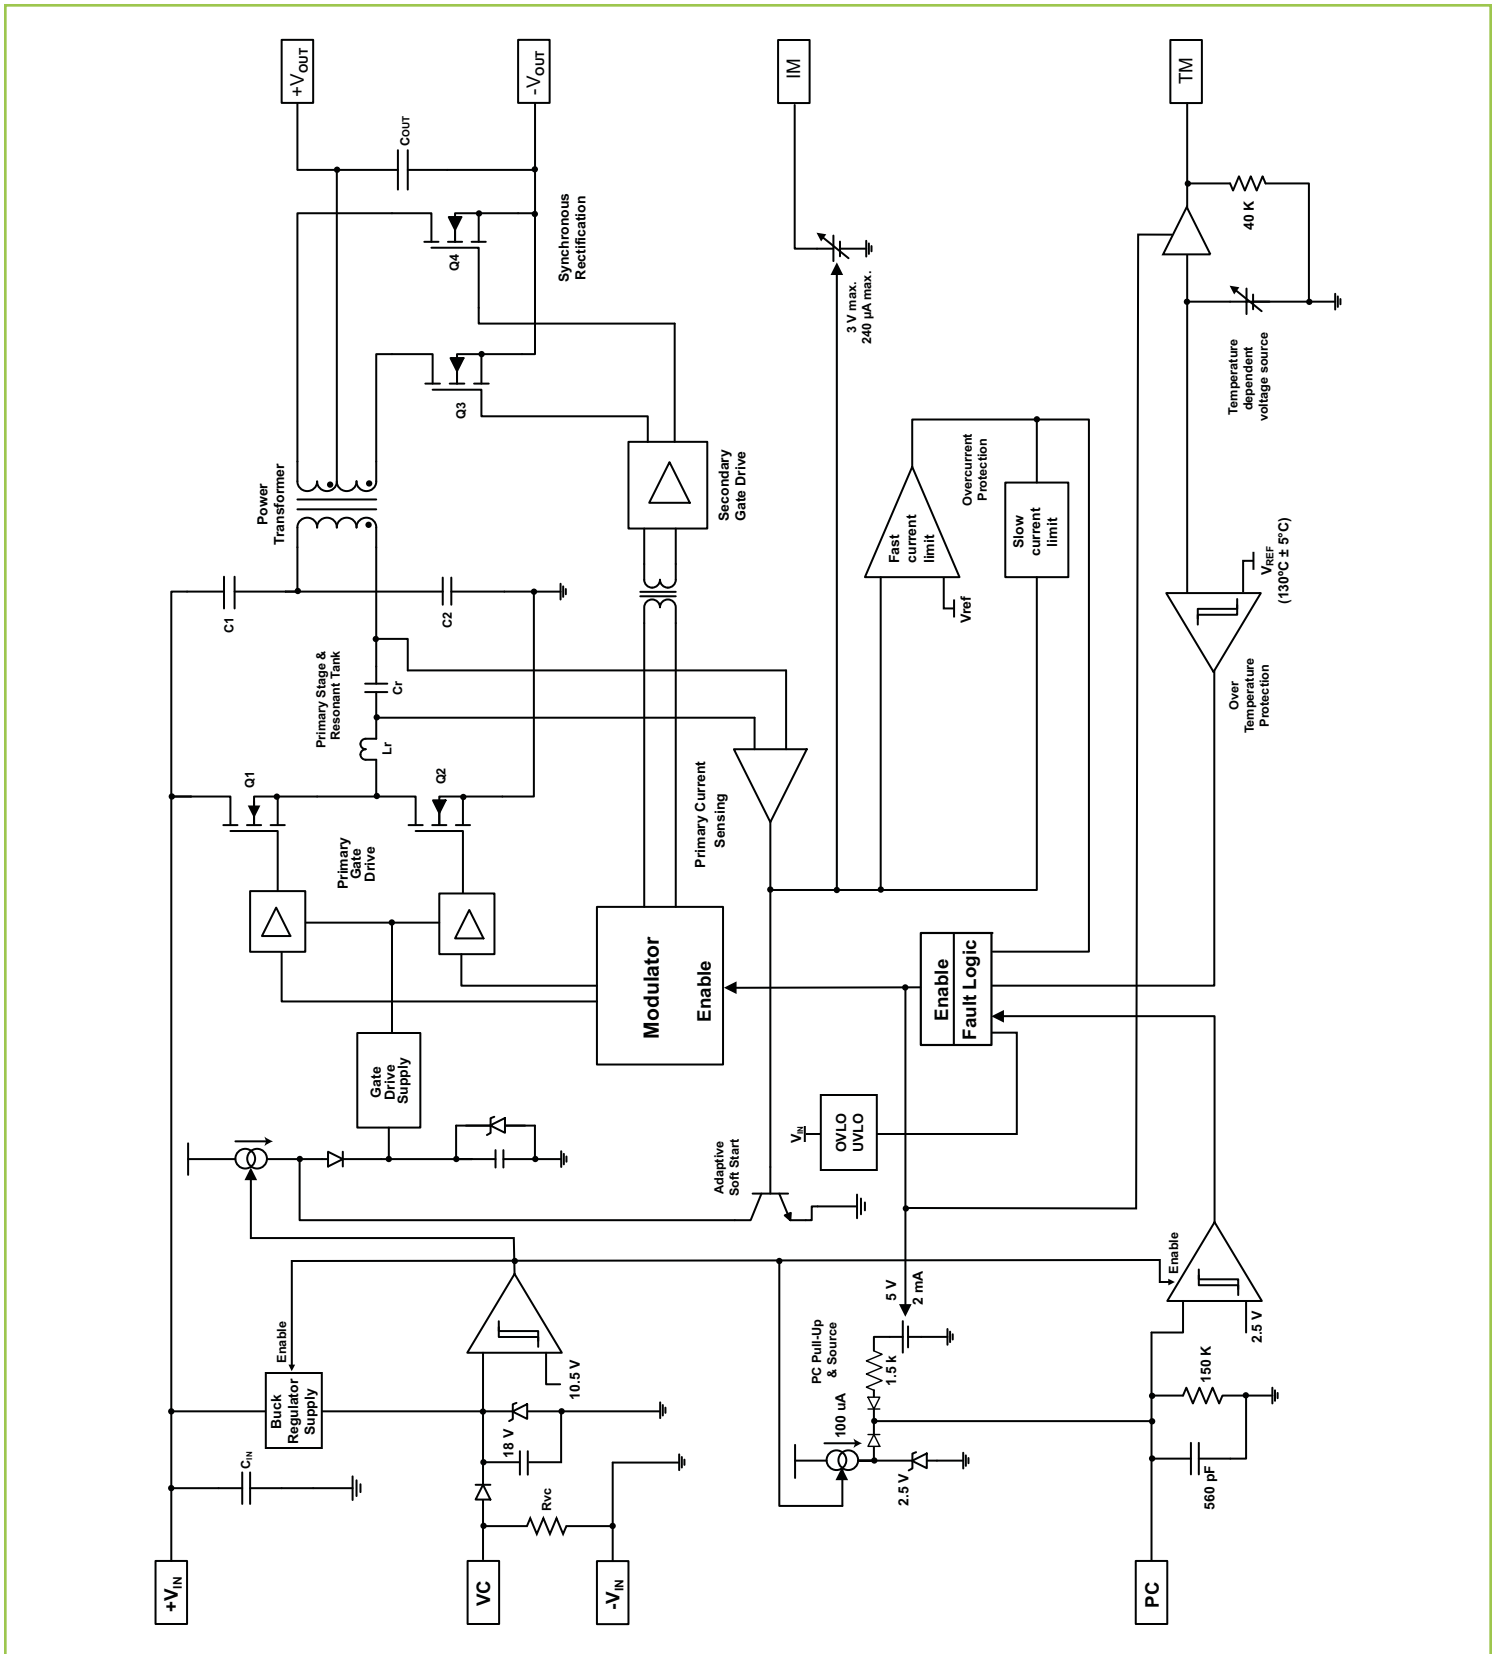 +VOUT
-VOUT
IM
TM
COUT
Synchronous
Rectification
Q4
40 K
3 V max.
240 µA max.
Q3
Temperature
dependent
voltage source
Power
Transformer
Secondary
Gate Drive
Overcurrent
Protection
Fast
current
limit
Slow
current
limit
Vref
VREF
(130ºC ± 5°C)
C1
C2
Primary Stage &
Resonant Tank
Cr
Lr
Over
Temperature
Protection
Q1
Q2
Primary
Gate
Drive
Primary Current
Sensing
Modulator
Enable
Enable
Fault Logic
Gate
Drive
Supply
VIN
OVLO
UVLO
Adaptive
Soft Start
Enable
Enable
5 V
2 mA
Buck
Regulator
Supply
10.5 V
PC Pull-Up
& Source
1.5 k
2.5 V
150 K
100 uA
18 V
CIN
2.5 V
560 pF
Rvc
+VIN
VC
-VIN
PC